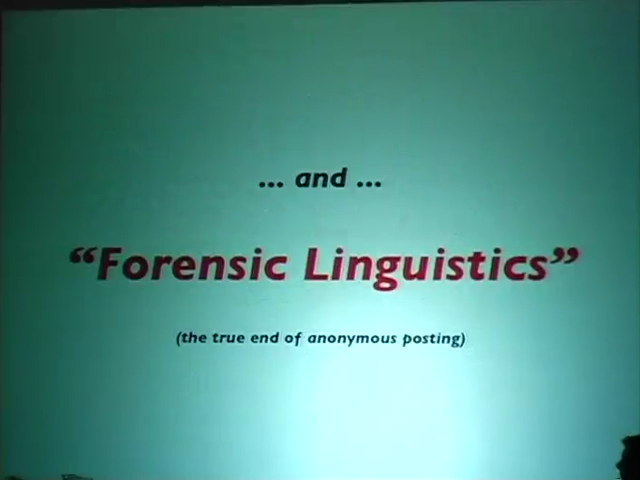 ... and ...
“Forensic Linguistics”
(the true end of anonymous posting)